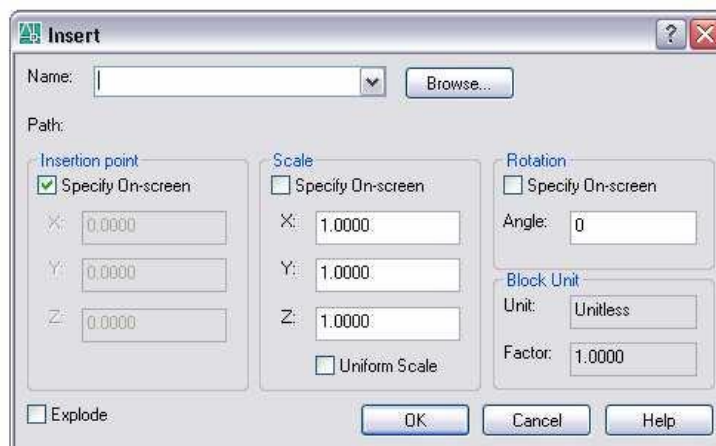 Insert
Name:
Browse...
Path:
Insertion point
Specify On-screen
X: 0.0000
Y: 0.0000
Z: 0.0000
Scale
Specify On-screen
X: 1.0000
Y: 1.0000
Z: 1.0000
Uniform Scale
Rotation
Specify On-screen
Angle: 0
Block Unit
Unit: Unitless
Factor: 1.0000
Explode
OK
Cancel
Help